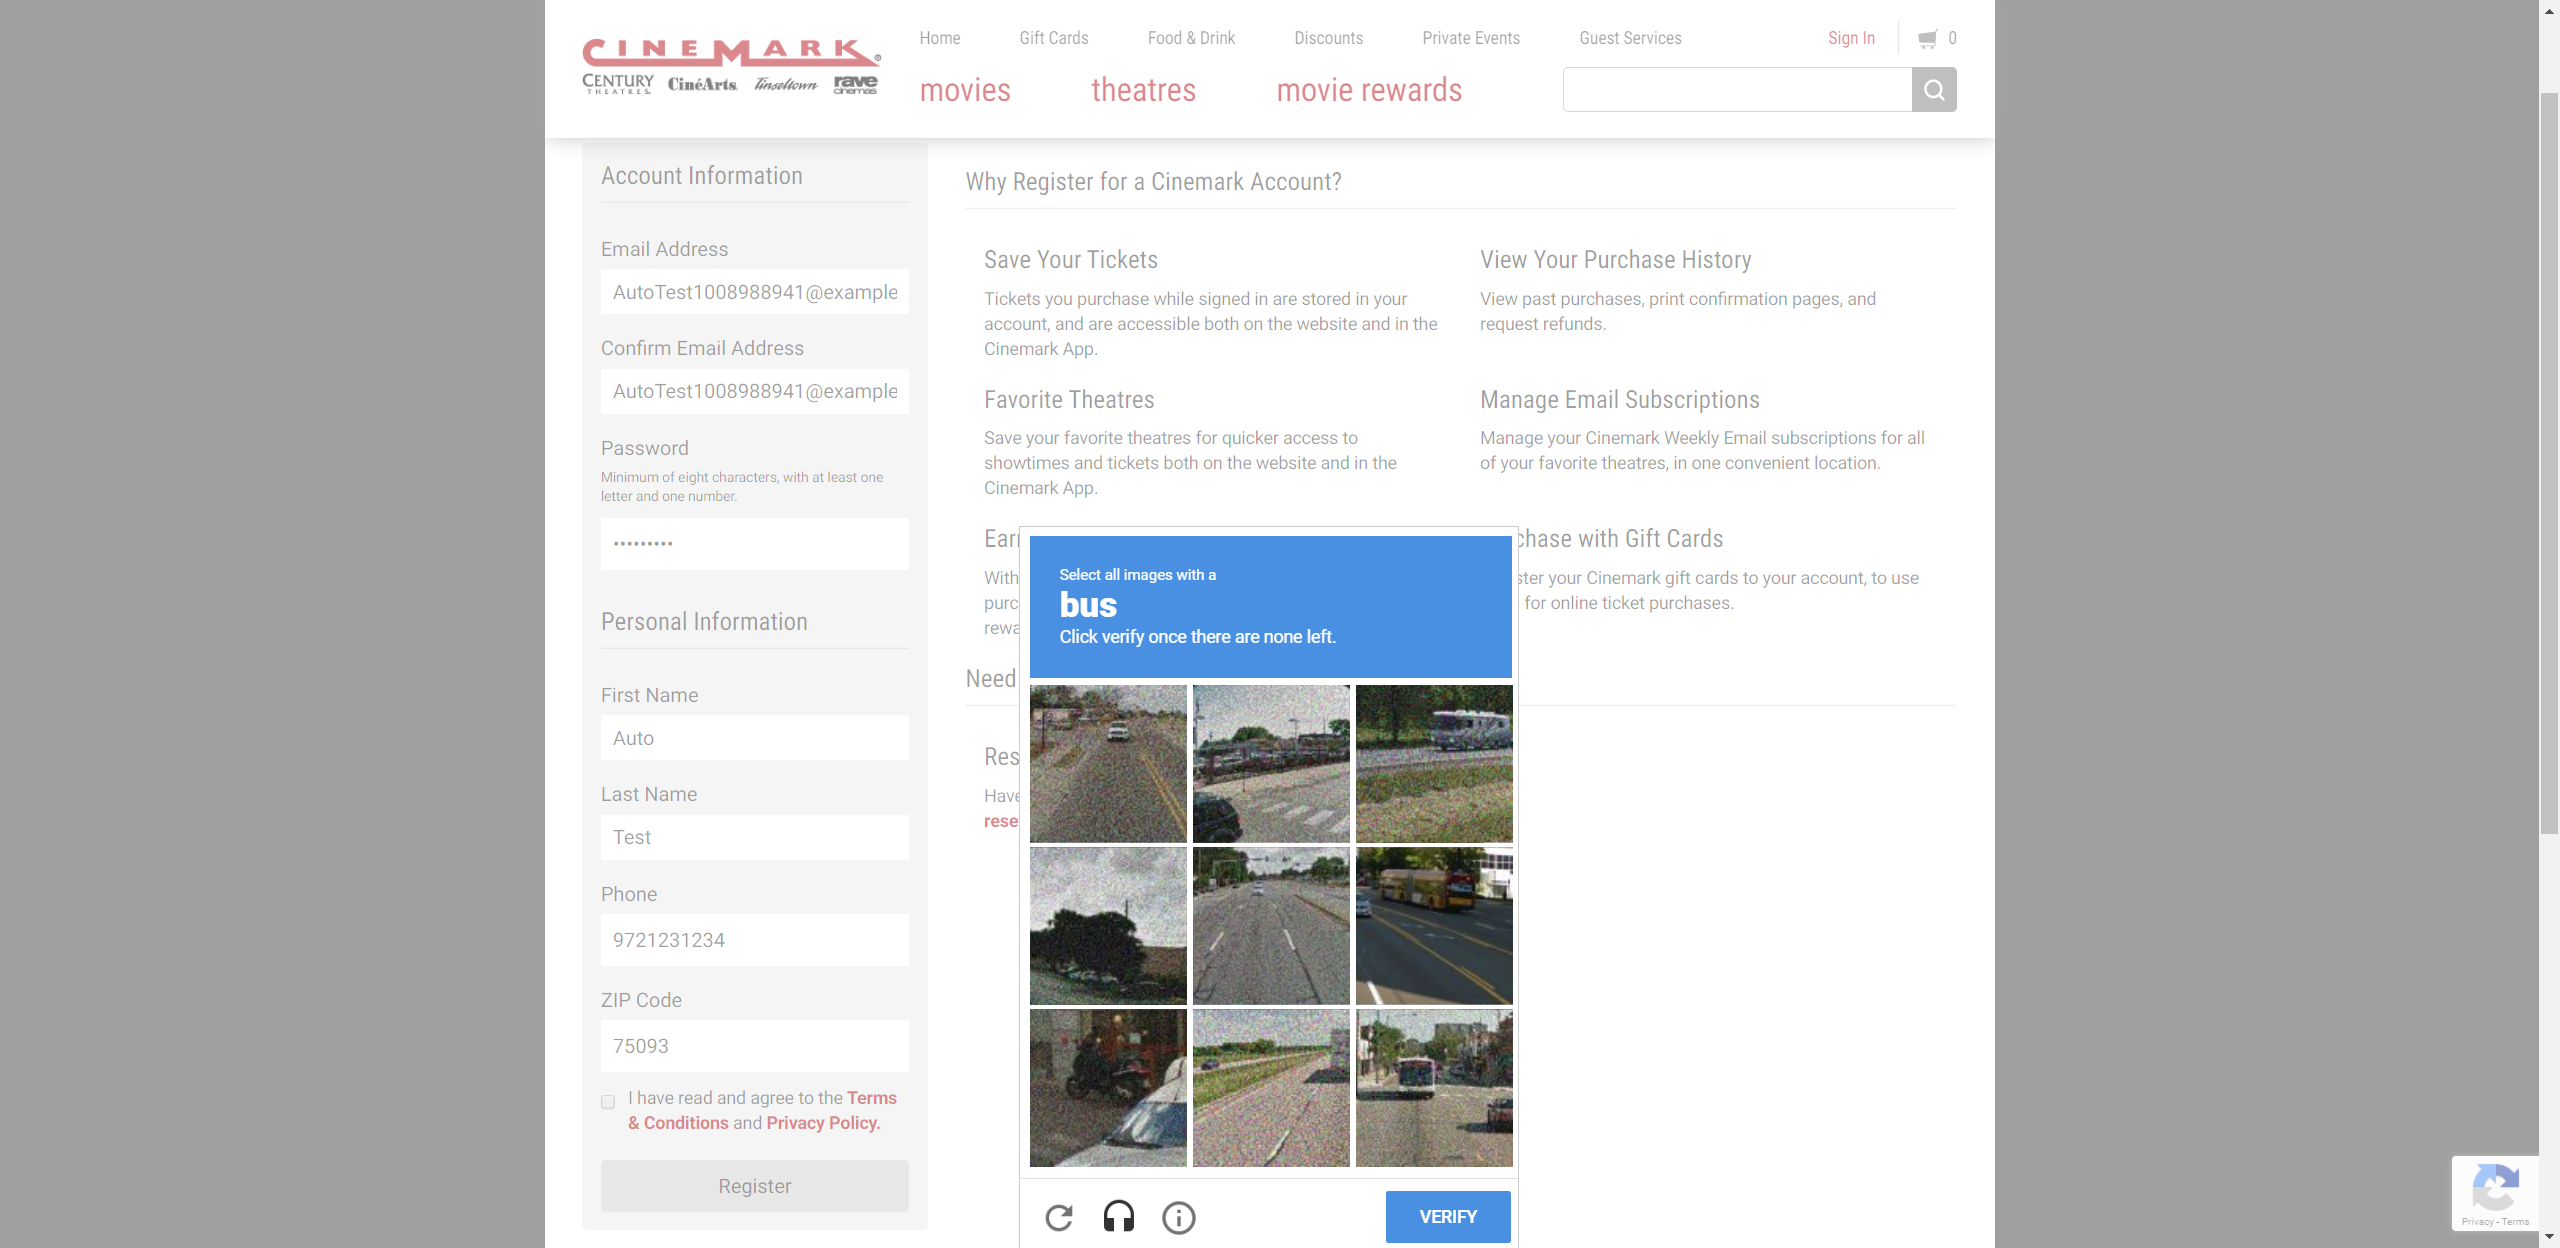 CINEMARK®
CENTURY THEATRES. CinéArts Tinseltown rave cinemas
Home Gift Cards Food & Drink Discounts Private Events Guest Services Sign In 0
movies theatres movie rewards
Account Information
Email Address
AutoTest1008988941@example
Confirm Email Address
AutoTest1008988941@example
Password
Minimum of eight characters, with at least one
letter and one number.
•••••••••
Personal Information
First Name
Auto
Last Name
Test
Phone
9721231234
ZIP Code
75093
I have read and agree to the Terms
& Conditions and Privacy Policy.
Register
Why Register for a Cinemark Account?
Save Your Tickets
Tickets you purchase while signed in are stored in your
account, and are accessible both on the website and in the
Cinemark App.
View Your Purchase History
View past purchases, print confirmation pages, and
request refunds.
Favorite Theatres
Save your favorite theatres for quicker access to
showtimes and tickets both on the website and in the
Cinemark App.
Manage Email Subscriptions
Manage your Cinemark Weekly Email subscriptions for all
of your favorite theatres, in one convenient location.
Ear
With
purc
rewa
chase with Gift Cards
ster your Cinemark gift cards to your account, to use
for online ticket purchases.
Need
Res
Have
rese
Select all images with a
bus
Click verify once there are none left.
VERIFY
Privacy - Terms